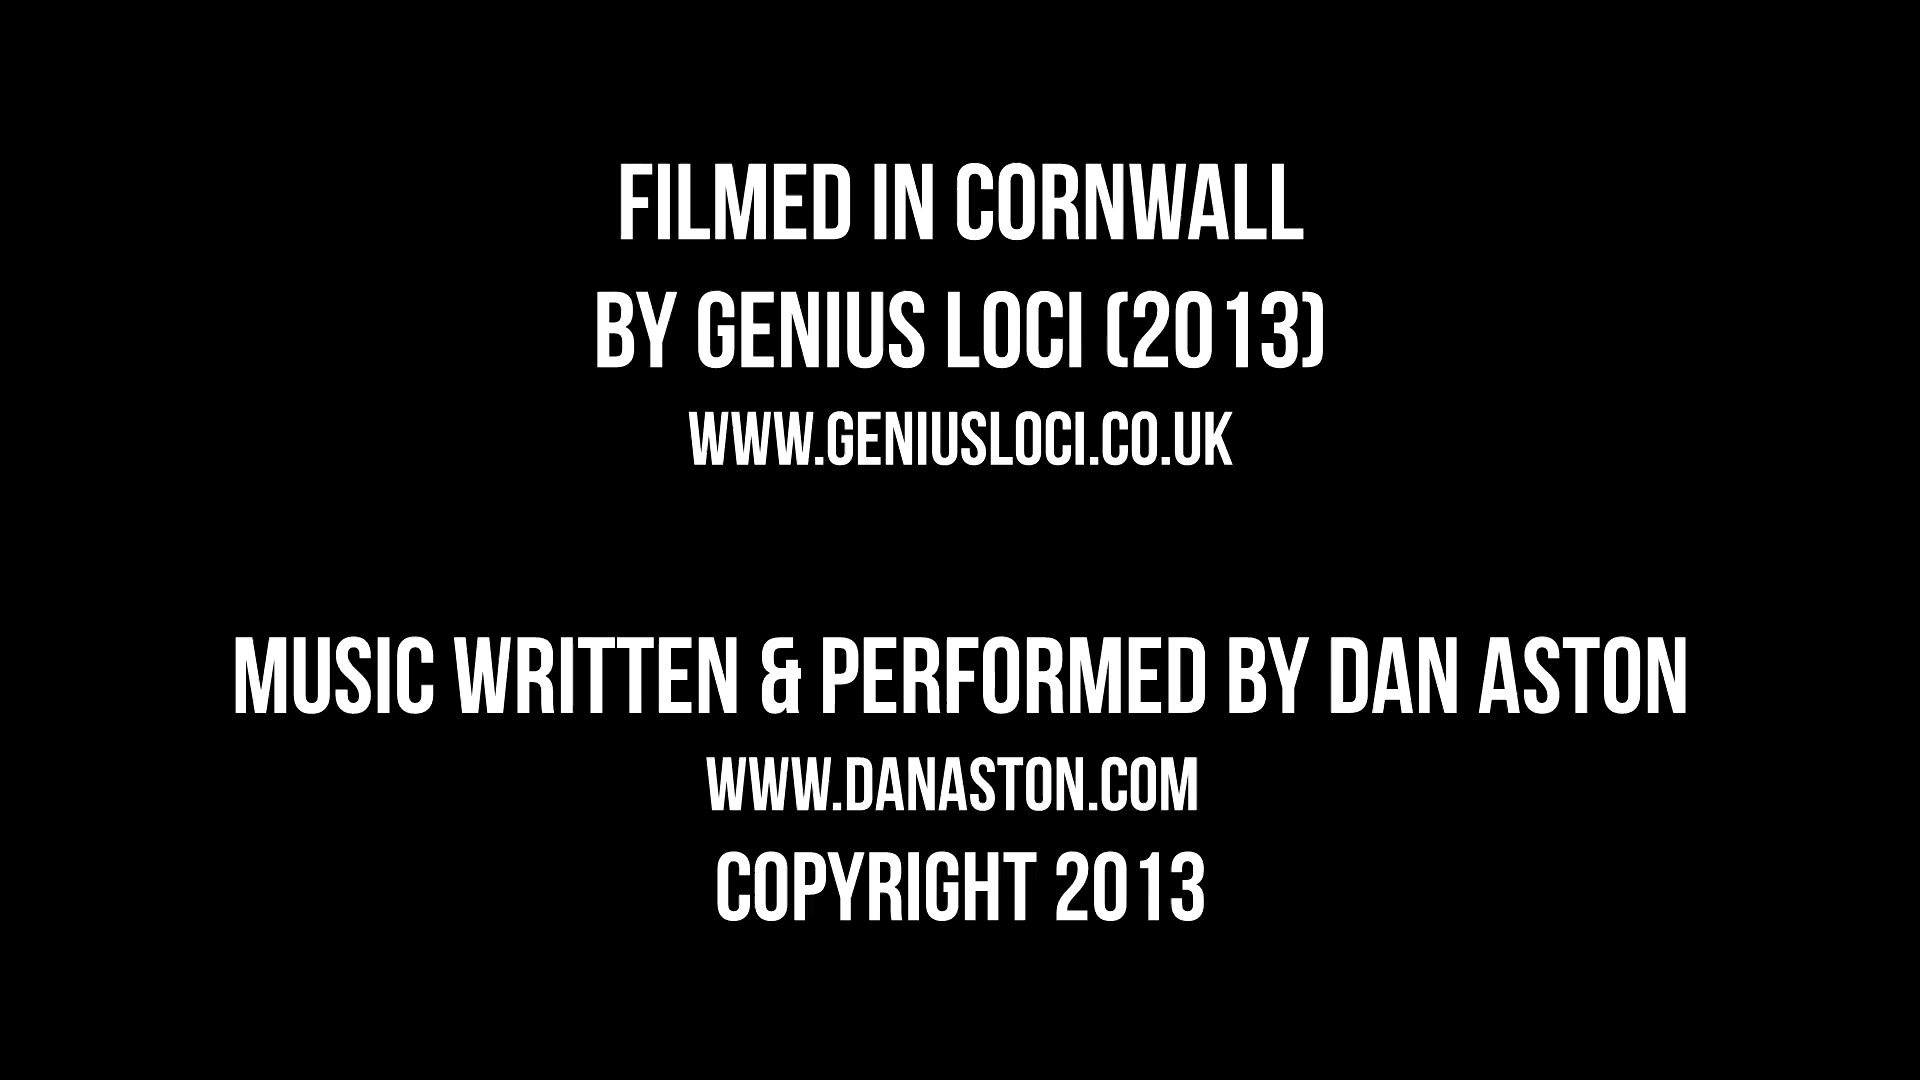 FILMED IN CORNWALL
BY GENIUS LOCI (2013)
WWW.GENIUSLOCI.CO.UK
MUSIC WRITTEN & PERFORMED BY DAN ASTON
WWW.DANASTON.COM
COPYRIGHT 2013